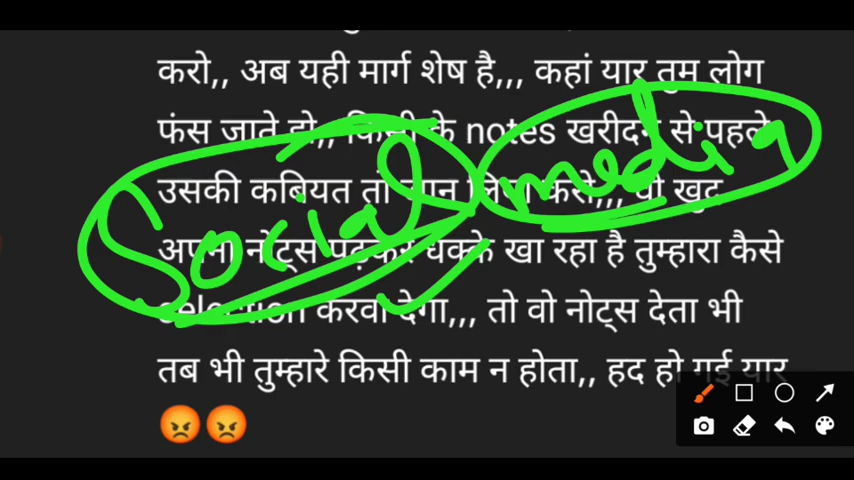 करो,, अब यही मार्ग शेष है,,, कहां यार तुम लोग
फंस जाते हो,, किसी के notes खरीदने से पहले
उसकी कबियत तो जान लिया करो,,, वो खुद
अपना नोट्स पढ़कर धक्के खा रहा है तुम्हारा कैसे
selection करवा देगा,,, तो वो नोट्स देता भी
तब भी तुम्हारे किसी काम न होता,, हद हो गई यार
😡😡
Social media